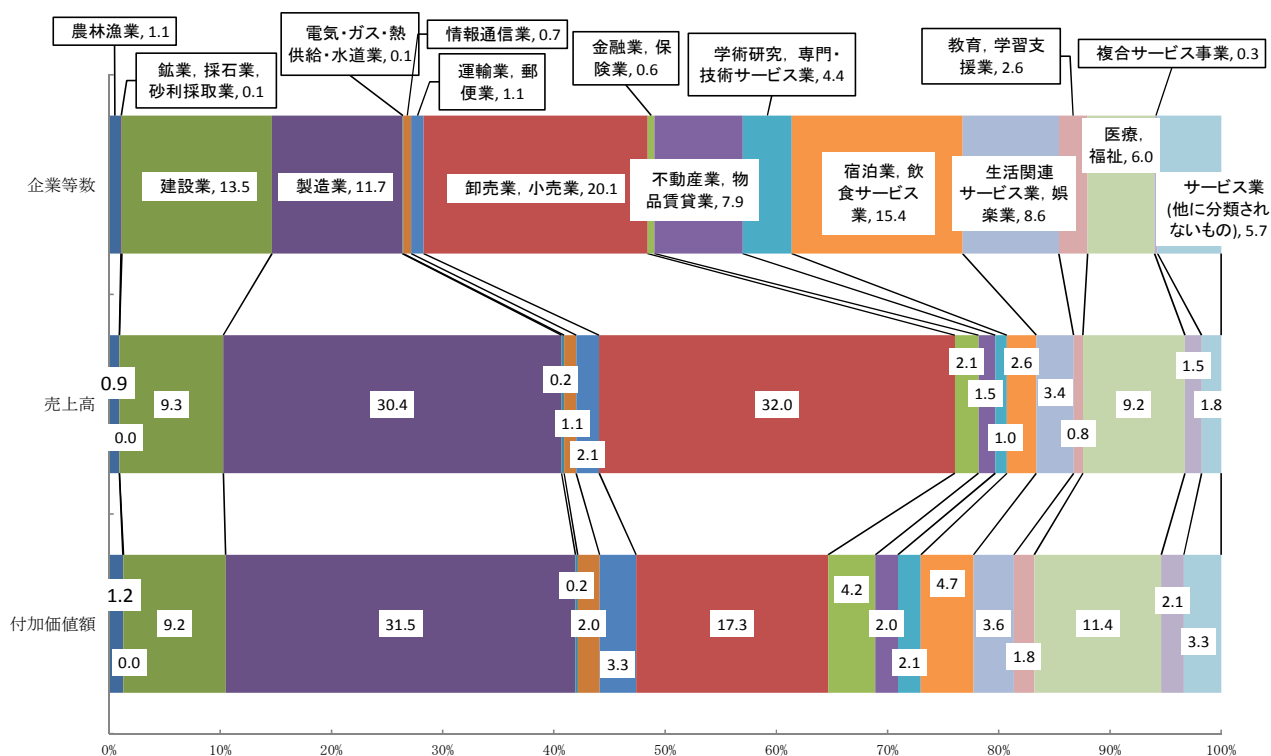 農林漁業, 1.1
鉱業，採石業，
砂利採取業, 0.1
電気・ガス・熱
供給・水道業, 0.1
情報通信業, 0.7
運輸業，郵
便業, 1.1
金融業，保
険業, 0.6
学術研究，専門・
技術サービス業, 4.4
教育，学習支
援業, 2.6
複合サービス事業, 0.3
企業等数
建設業, 13.5
製造業, 11.7
卸売業，小売業, 20.1
不動産業，物
品賃貸業, 7.9
宿泊業，飲
食サービス
業, 15.4
生活関連
サービス業，娯
楽業, 8.6
医療，
福祉, 6.0
サービス業
(他に分類され
ないもの), 5.7
売上高
0.9
0.0
9.3
30.4
0.2
1.1
2.1
32.0
2.1
1.5
1.0
2.6
3.4
0.8
9.2
1.5
1.8
付加価値額
1.2
0.0
9.2
31.5
0.2
2.0
3.3
17.3
4.2
2.0
2.1
4.7
3.6
1.8
11.4
2.1
3.3
0%
10%
20%
30%
40%
50%
60%
70%
80%
90%
100%